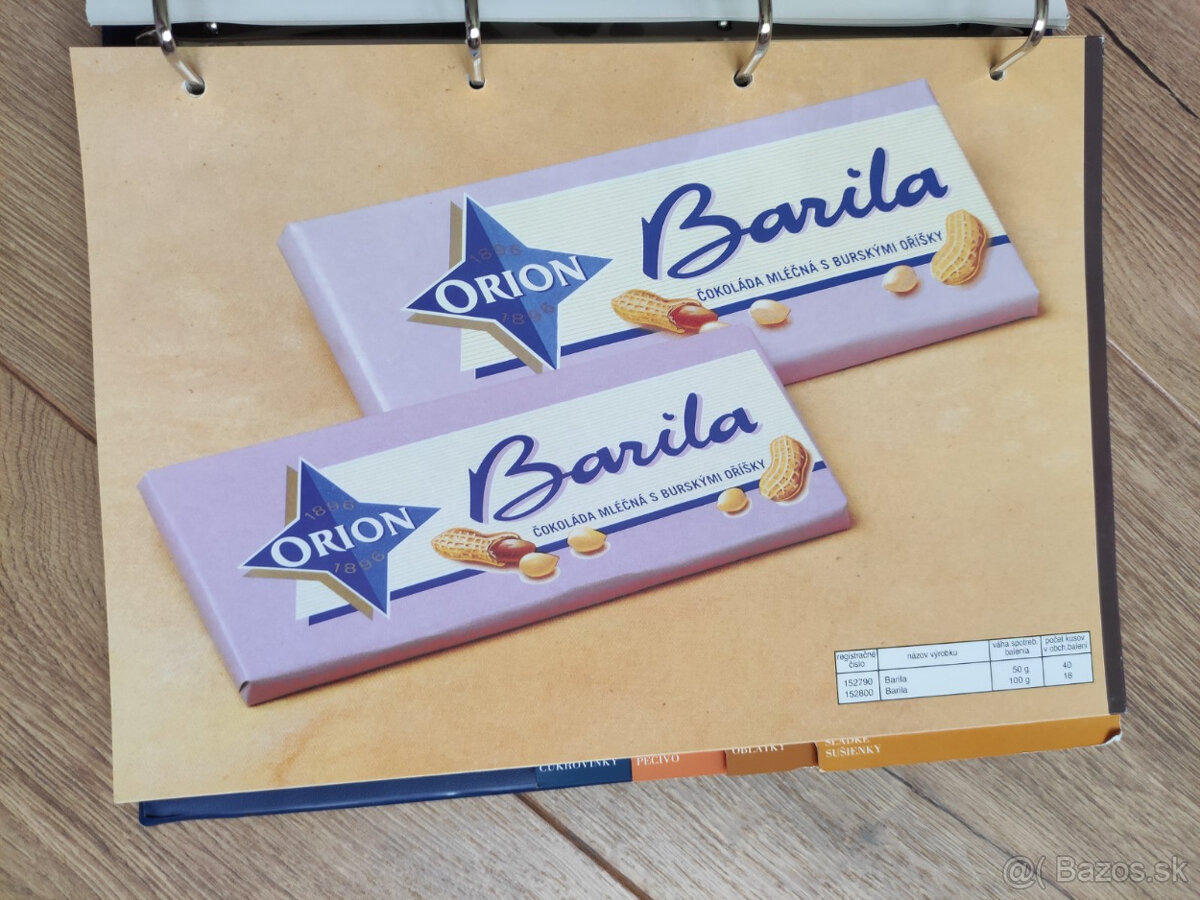 1896
ORION
1896
Barila
ČOKOLÁDA MLÉČNÁ S BURSKÝMI OŘÍŠKY
1896
ORION
1896
Barila
ČOKOLÁDA MLÉČNÁ S BURSKÝMI OŘÍŠKY
registračné číslo názov výrobku váha spotreb. balenia počet kusov v obch.balení
152790 Barila 50 g 40
152800 Barila 100 g 18
CUKROVINKY
PEČIVO
OBLÁTKY
SLADKÉ
SUŠIENKY
@( Bazos.sk